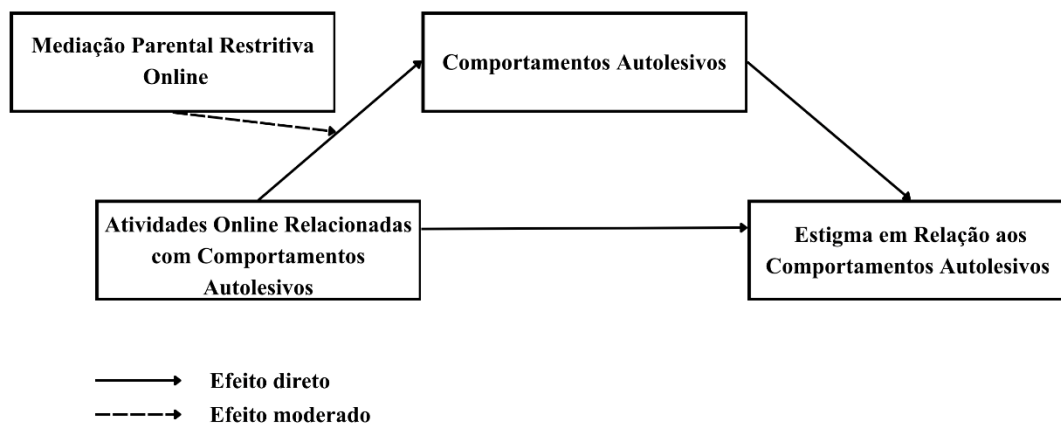 Mediação Parental Restritiva
Online
Comportamentos Autolesivos
Atividades Online Relacionadas
com Comportamentos
Autolesivos
Estigma em Relação aos
Comportamentos Autolesivos
Efeito direto
Efeito moderado